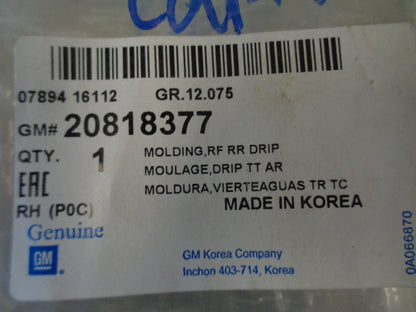 07894 16112 GR.12.075
GM# 20818377
QTY. 1 MOLDING,RF RR DRIP
MOULAGE,DRIP TT AR
EAC MOLDURA,VIERTEAGUAS TR TC
RH (P0C) MADE IN KOREA
Genuine
GM
GM Korea Company
Inchon 403-714, Korea
0A066870